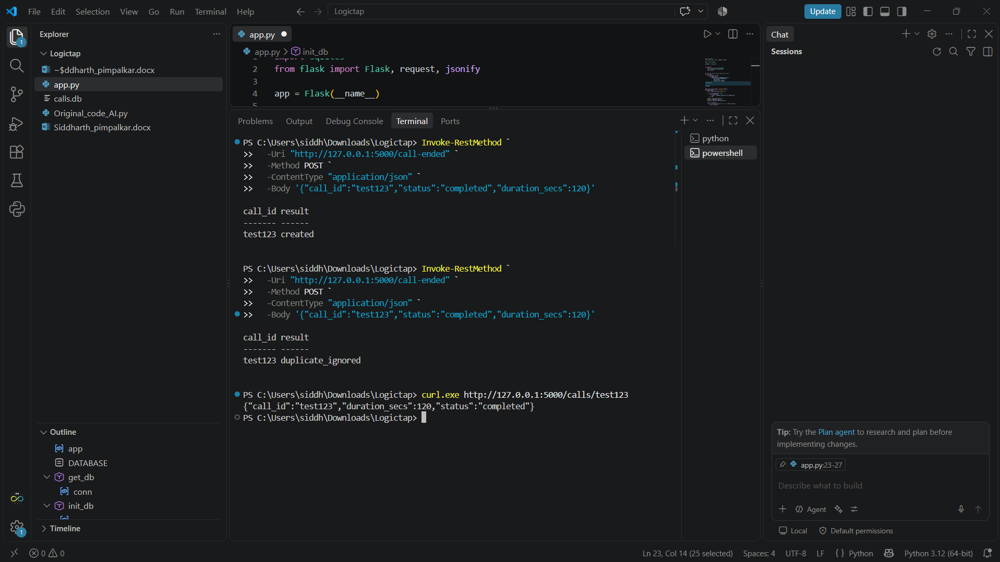 File Edit Selection View Go Run Terminal Help
Logictap
Update
Explorer
Logictap
~$ddharth_pimpalkar.docx
app.py
calls.db
Original_code_AI.py
Siddharth_pimpalkar.docx
Outline
app
DATABASE
get_db
conn
init_db
Timeline
app.py
app.py > init_db
1 import sqlite3
2 from flask import Flask, request, jsonify
3
4 app = Flask(__name__)
5
Problems Output Debug Console Terminal Ports
PS C:\Users\siddh\Downloads\Logictap> Invoke-RestMethod `
>> -Uri "http://127.0.0.1:5000/call-ended" `
>> -Method POST `
>> -ContentType "application/json" `
>> -Body '{"call_id":"test123","status":"completed","duration_secs":120}'
call_id result
------- ------
test123 created
PS C:\Users\siddh\Downloads\Logictap> Invoke-RestMethod `
>> -Uri "http://127.0.0.1:5000/call-ended" `
>> -Method POST `
>> -ContentType "application/json" `
>> -Body '{"call_id":"test123","status":"completed","duration_secs":120}'
call_id result
------- ------
test123 duplicate_ignored
PS C:\Users\siddh\Downloads\Logictap> curl.exe http://127.0.0.1:5000/calls/test123
{"call_id":"test123","duration_secs":120,"status":"completed"}
PS C:\Users\siddh\Downloads\Logictap>
python
powershell
Chat
Sessions
Tip: Try the Plan agent to research and plan before
implementing changes.
app.py:23-27
Describe what to build
Agent
Local Default permissions
1
1
0 0
Ln 23, Col 14 (25 selected) Spaces: 4 UTF-8 LF {} Python Python 3.12 (64-bit)